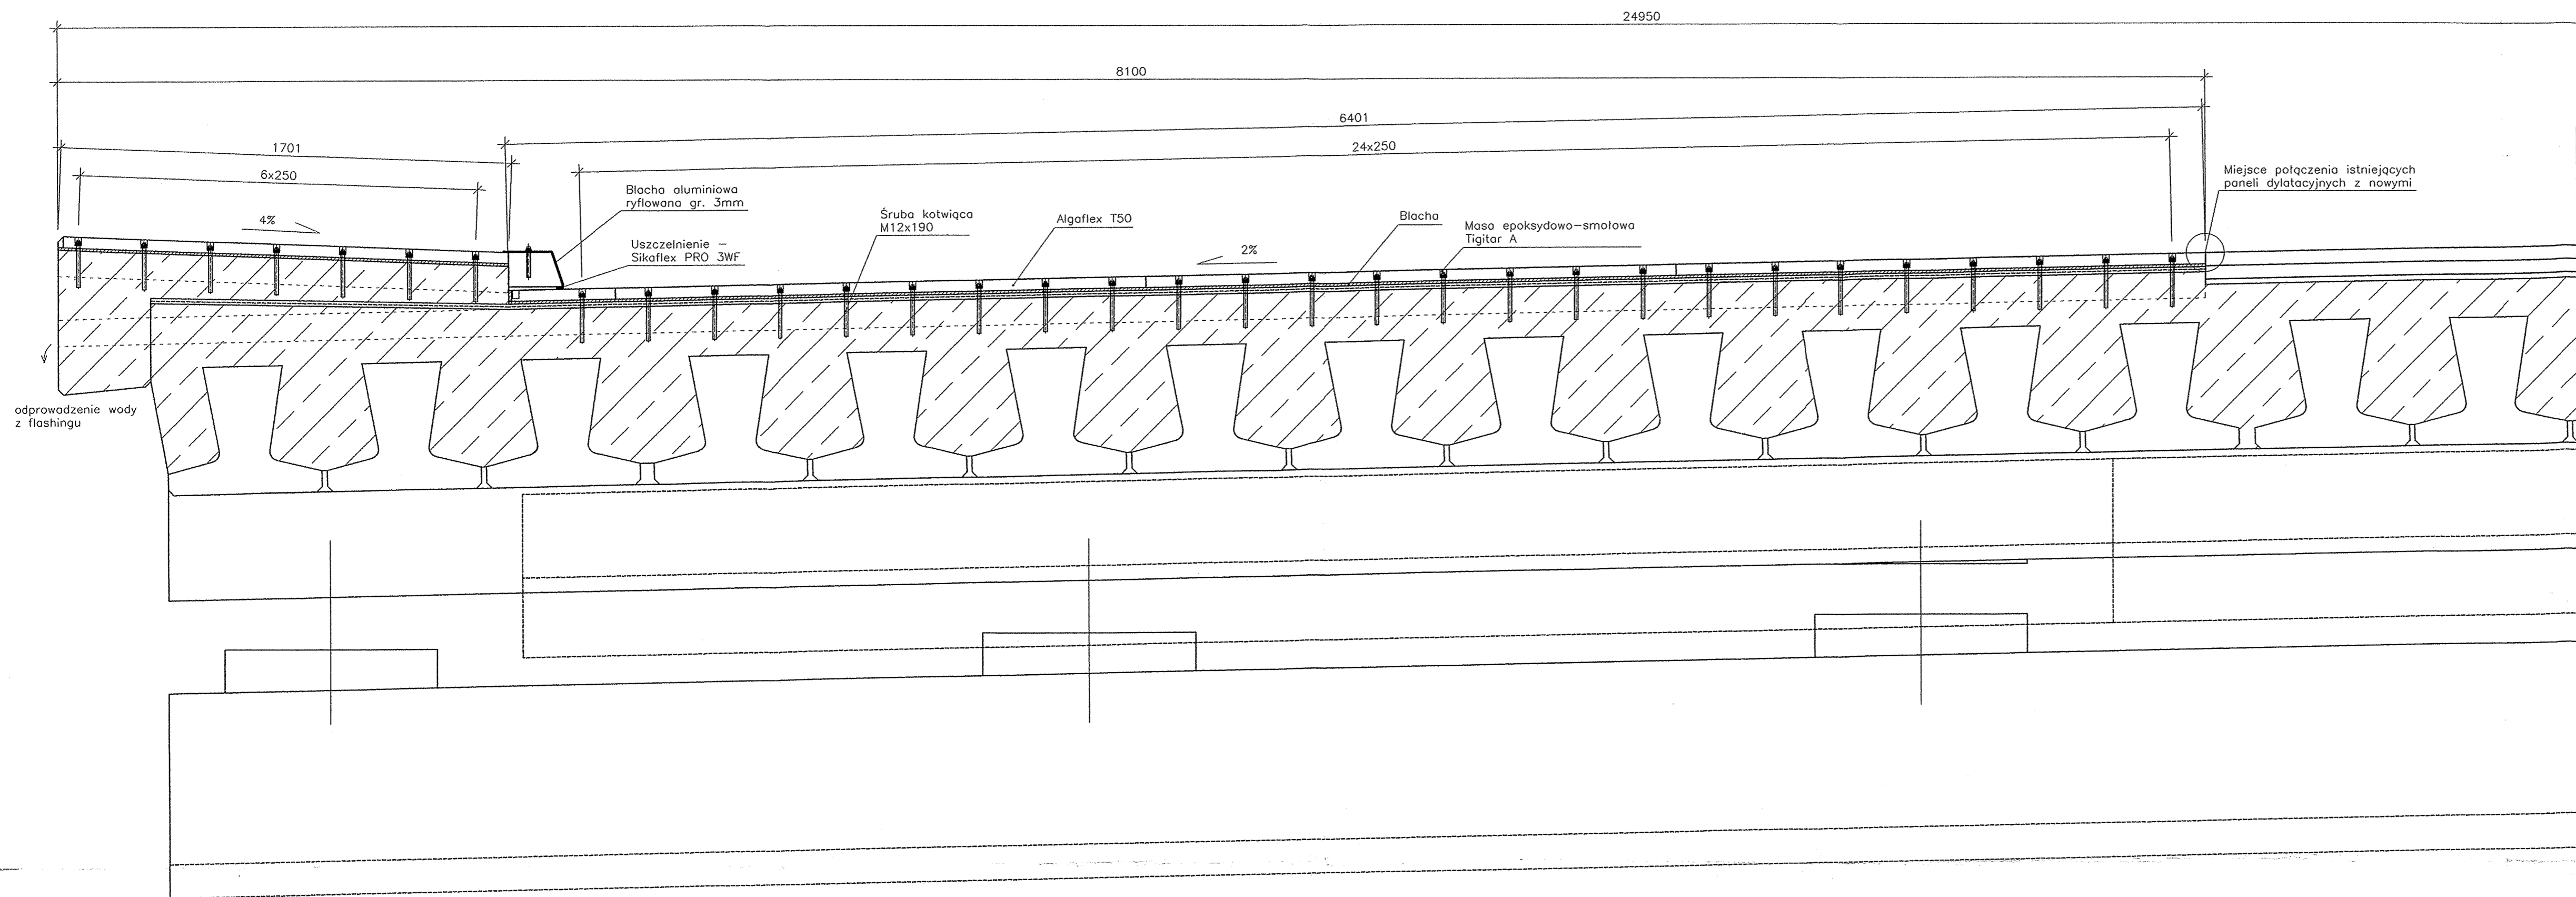 24950
8100
6401
1701
24x250
6x250
Miejsce połączenia istniejących
paneli dylatacyjnych z nowymi
Blacha aluminiowa
ryflowana gr. 3mm
4%
Śruba kotwiąca
M12x190
Algaflex T50
Blacha
Masa epoksydowo-smołowa
Tigitar A
Uszczelnienie –
Sikaflex PRO 3WF
2%
odprowadzenie wody
z flashingu